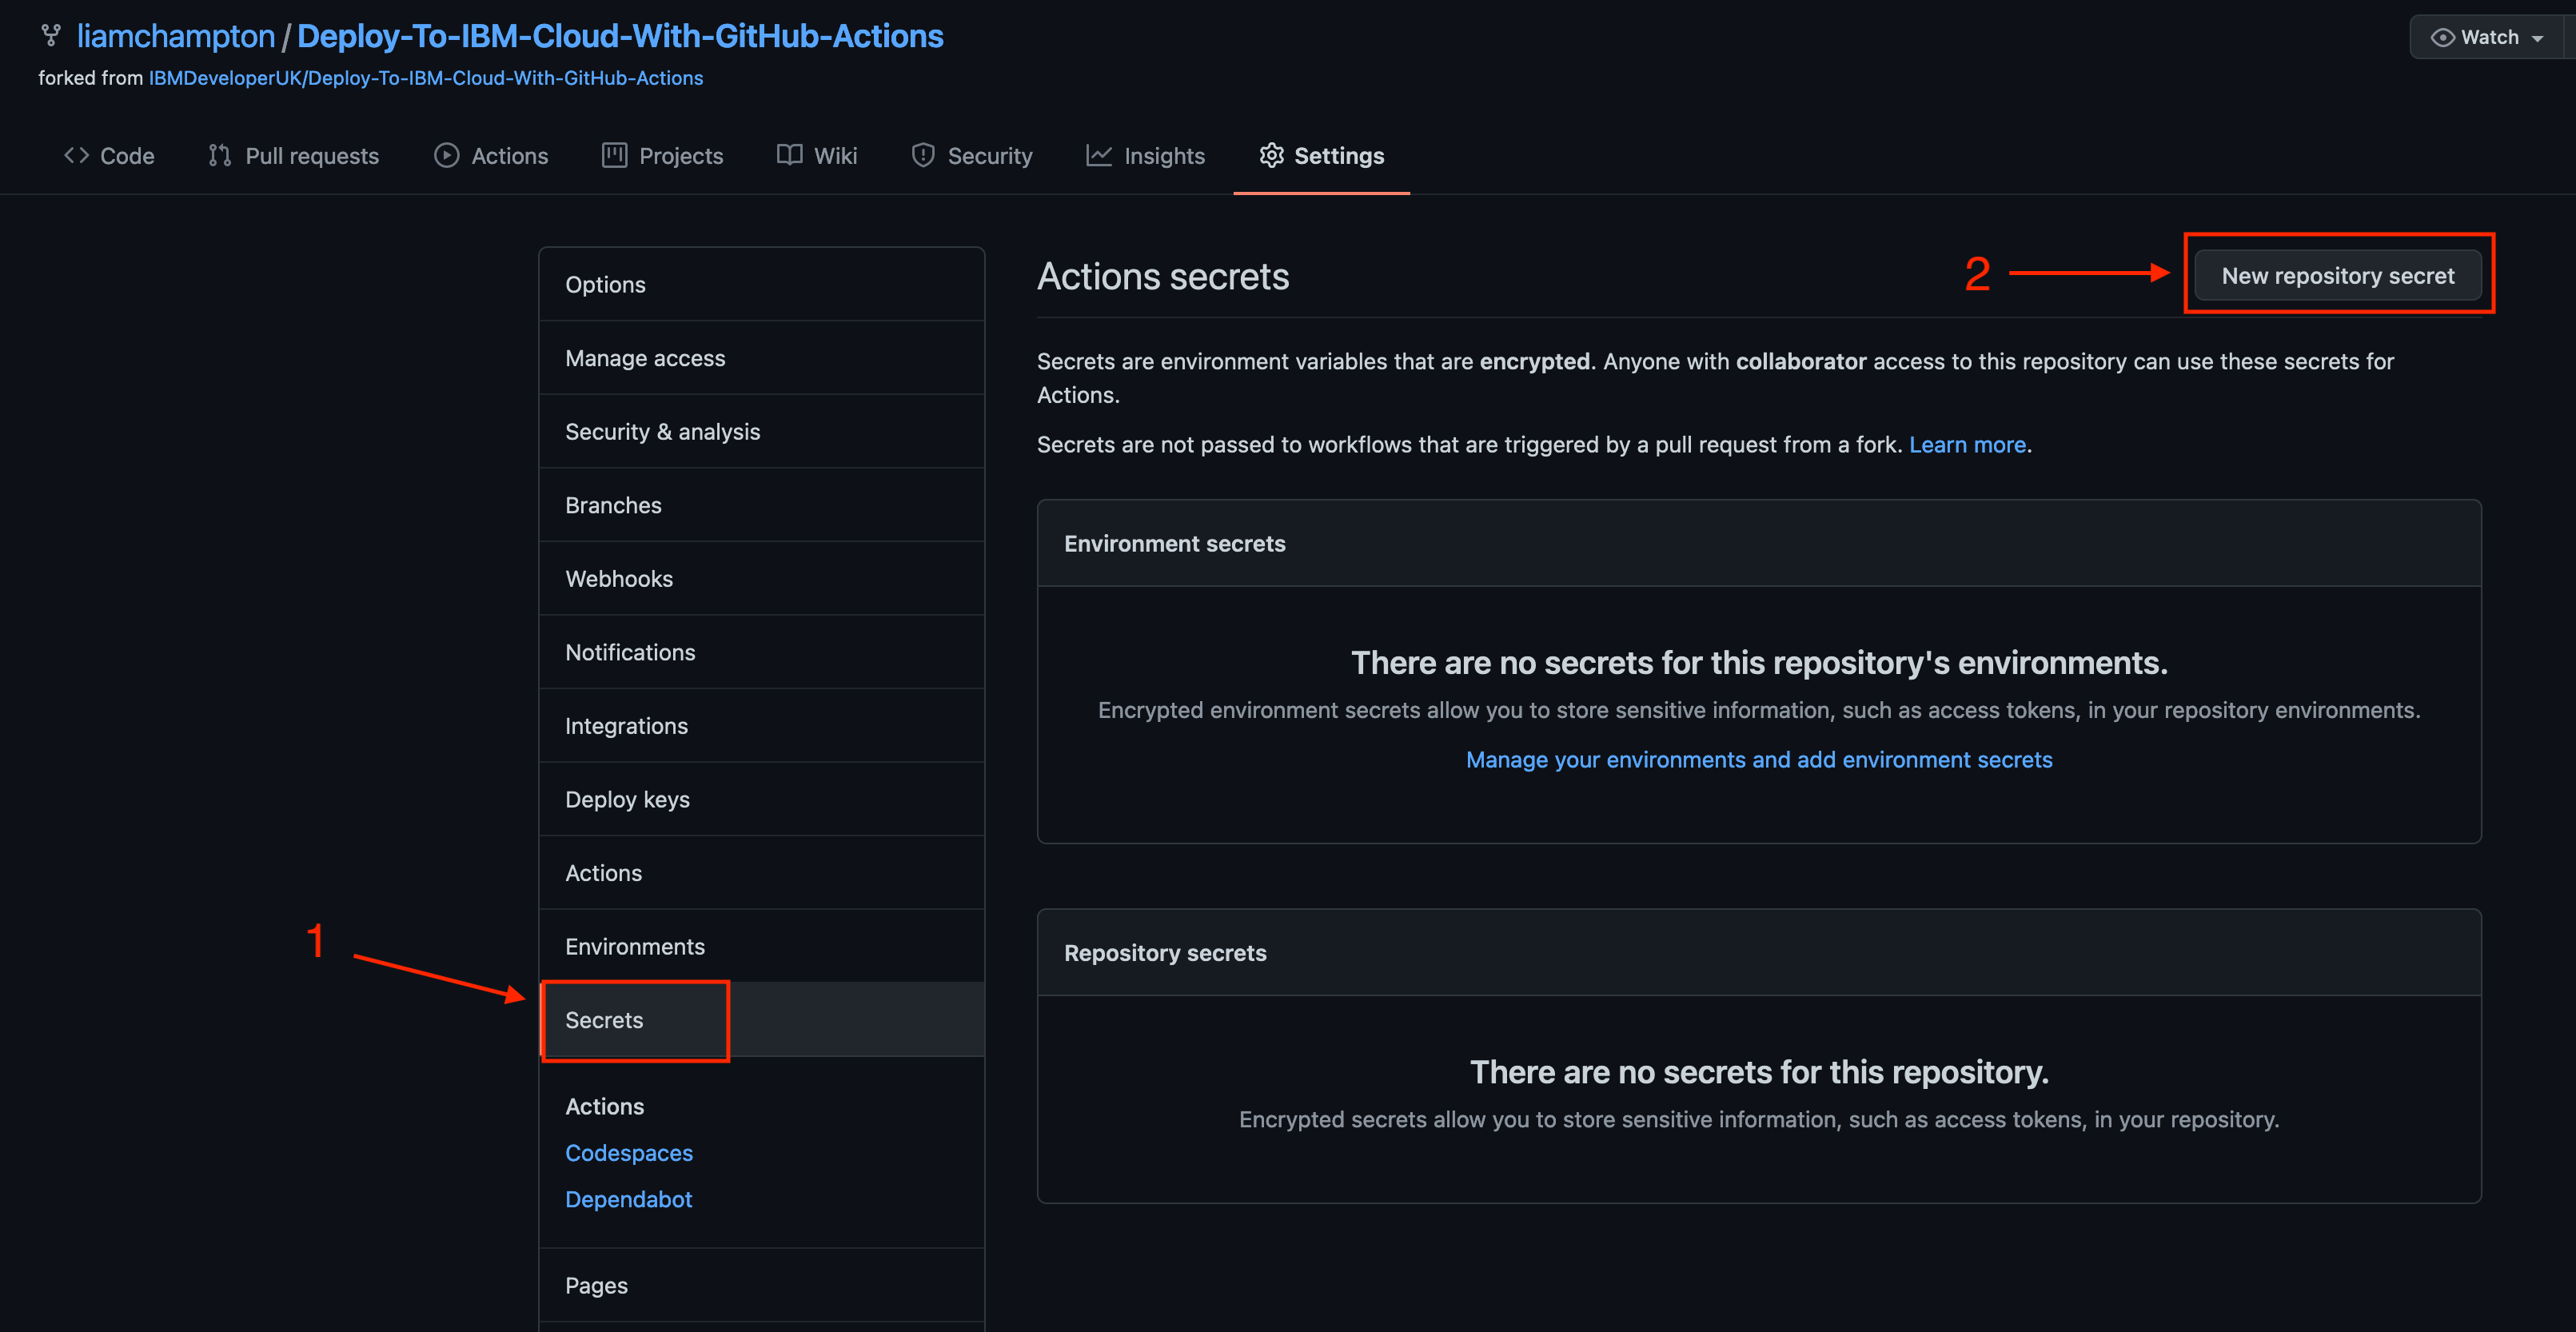 liamchampton / Deploy-To-IBM-Cloud-With-GitHub-Actions
Watch
forked from IBMDeveloperUK/Deploy-To-IBM-Cloud-With-GitHub-Actions
Code Pull requests Actions Projects Wiki Security Insights Settings
Options
Manage access
Security & analysis
Branches
Webhooks
Notifications
Integrations
Deploy keys
Actions
Environments
1
Secrets
Actions
Codespaces
Dependabot
Pages
Actions secrets
2
New repository secret
Secrets are environment variables that are encrypted. Anyone with collaborator access to this repository can use these secrets for
Actions.
Secrets are not passed to workflows that are triggered by a pull request from a fork. Learn more.
Environment secrets
There are no secrets for this repository's environments.
Encrypted environment secrets allow you to store sensitive information, such as access tokens, in your repository environments.
Manage your environments and add environment secrets
Repository secrets
There are no secrets for this repository.
Encrypted secrets allow you to store sensitive information, such as access tokens, in your repository.